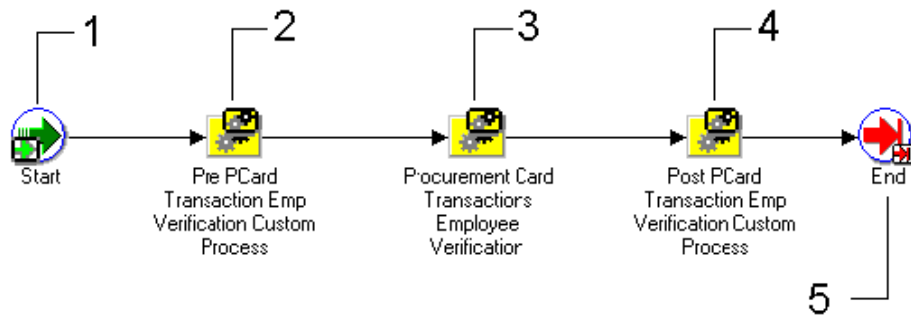 1
2
3
4
Start
Pre PCard
Transaction Emp
Verification Custom
Process
Procurement Card
Transactions
Employee
Verification
Post PCard
Transaction Emp
Verification Custom
Process
End
5